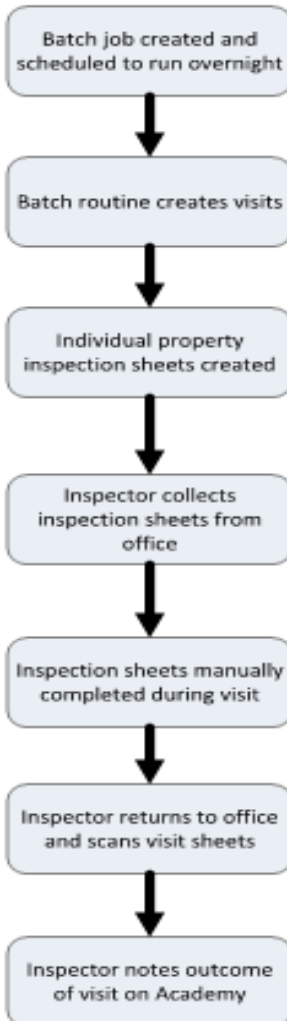 Batch job created and
scheduled to run overnight
Batch routine creates visits
Individual property
inspection sheets created
Inspector collects
inspection sheets from
office
Inspection sheets manually
completed during visit
Inspector returns to office
and scans visit sheets
Inspector notes outcome
of visit on Academy